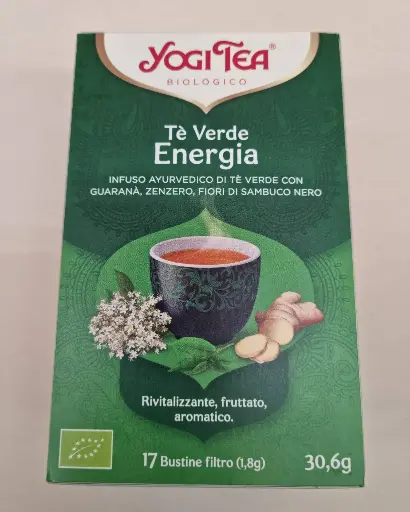 YOGI TEA®
BIOLOGICO
Tè Verde
Energia
INFUSO AYURVEDICO DI TÈ VERDE CON
GUARANÀ, ZENZERO, FIORI DI SAMBUCO NERO
Rivitalizzante, fruttato,
aromatico.
17 Bustine filtro (1,8g)
30,6g